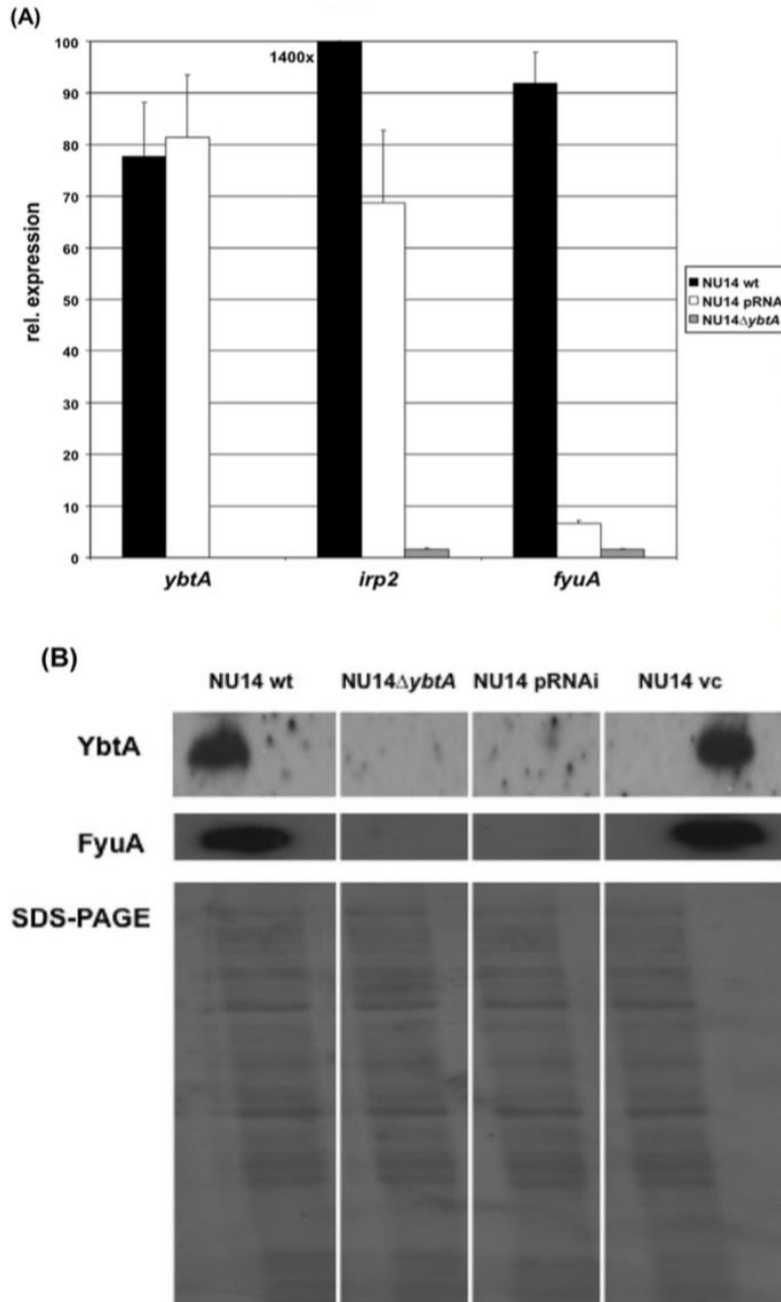 (A)
100
90
80
70
60
50
40
30
20
10
0
rel. expression
1400x
ybtA irp2 fyuA
NU14 wt
NU14 pRNAi
NU14ΔybtA
(B)
NU14 wt NU14ΔybtA NU14 pRNAi NU14 vc
YbtA
FyuA
SDS-PAGE